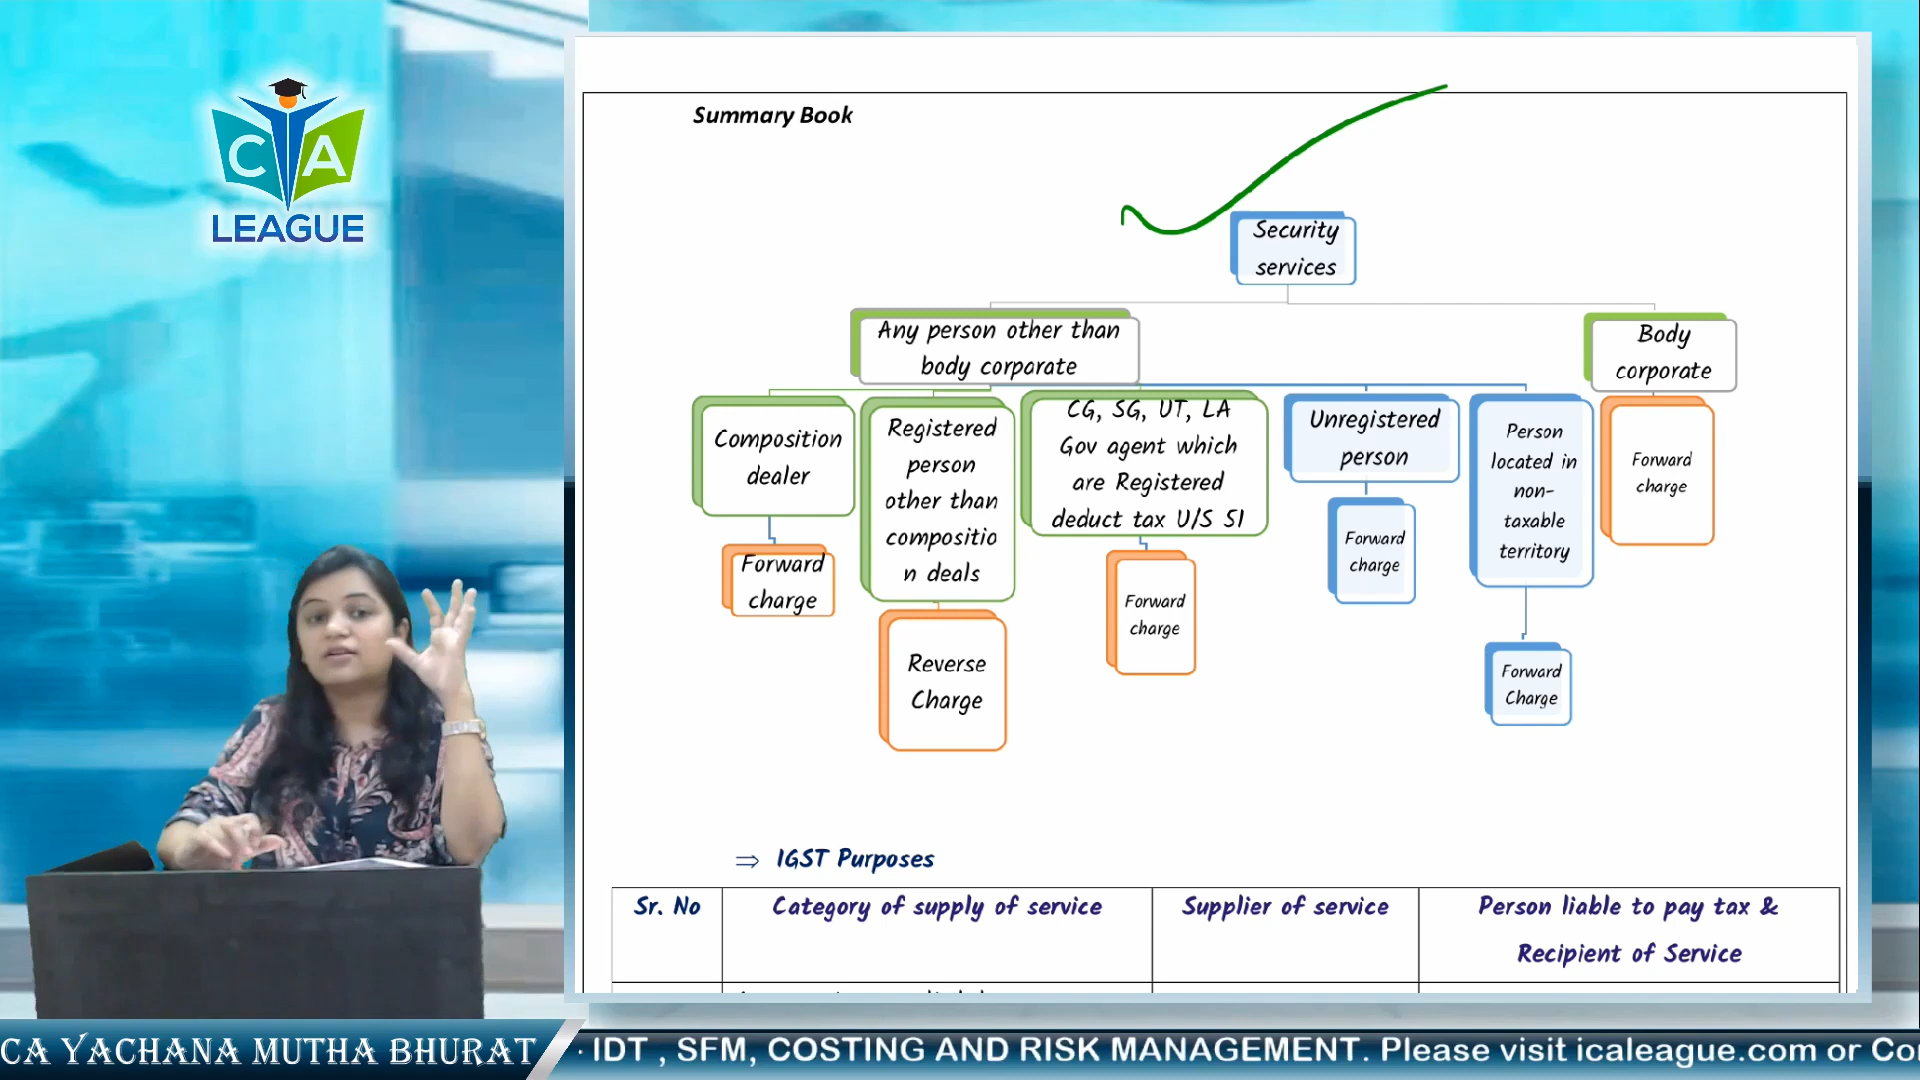 CA
LEAGUE
Summary Book
Security
services
Any person other than
body corporate
Body
corporate
Composition
dealer
Registered
person
other than
compositio
n deals
CG, SG, UT, LA
Gov agent which
are Registered
deduct tax U/S 51
Unregistered
person
Person
located in
non-
taxable
territory
Forward
charge
Forward
charge
Reverse
Charge
Forward
charge
Forward
charge
Forward
Charge
⇒ IGST Purposes
Sr. No
Category of supply of service
Supplier of service
Person liable to pay tax &
Recipient of Service
CA YACHANA MUTHA BHURAT
· IDT , SFM, COSTING AND RISK MANAGEMENT. Please visit icaleague.com or Co